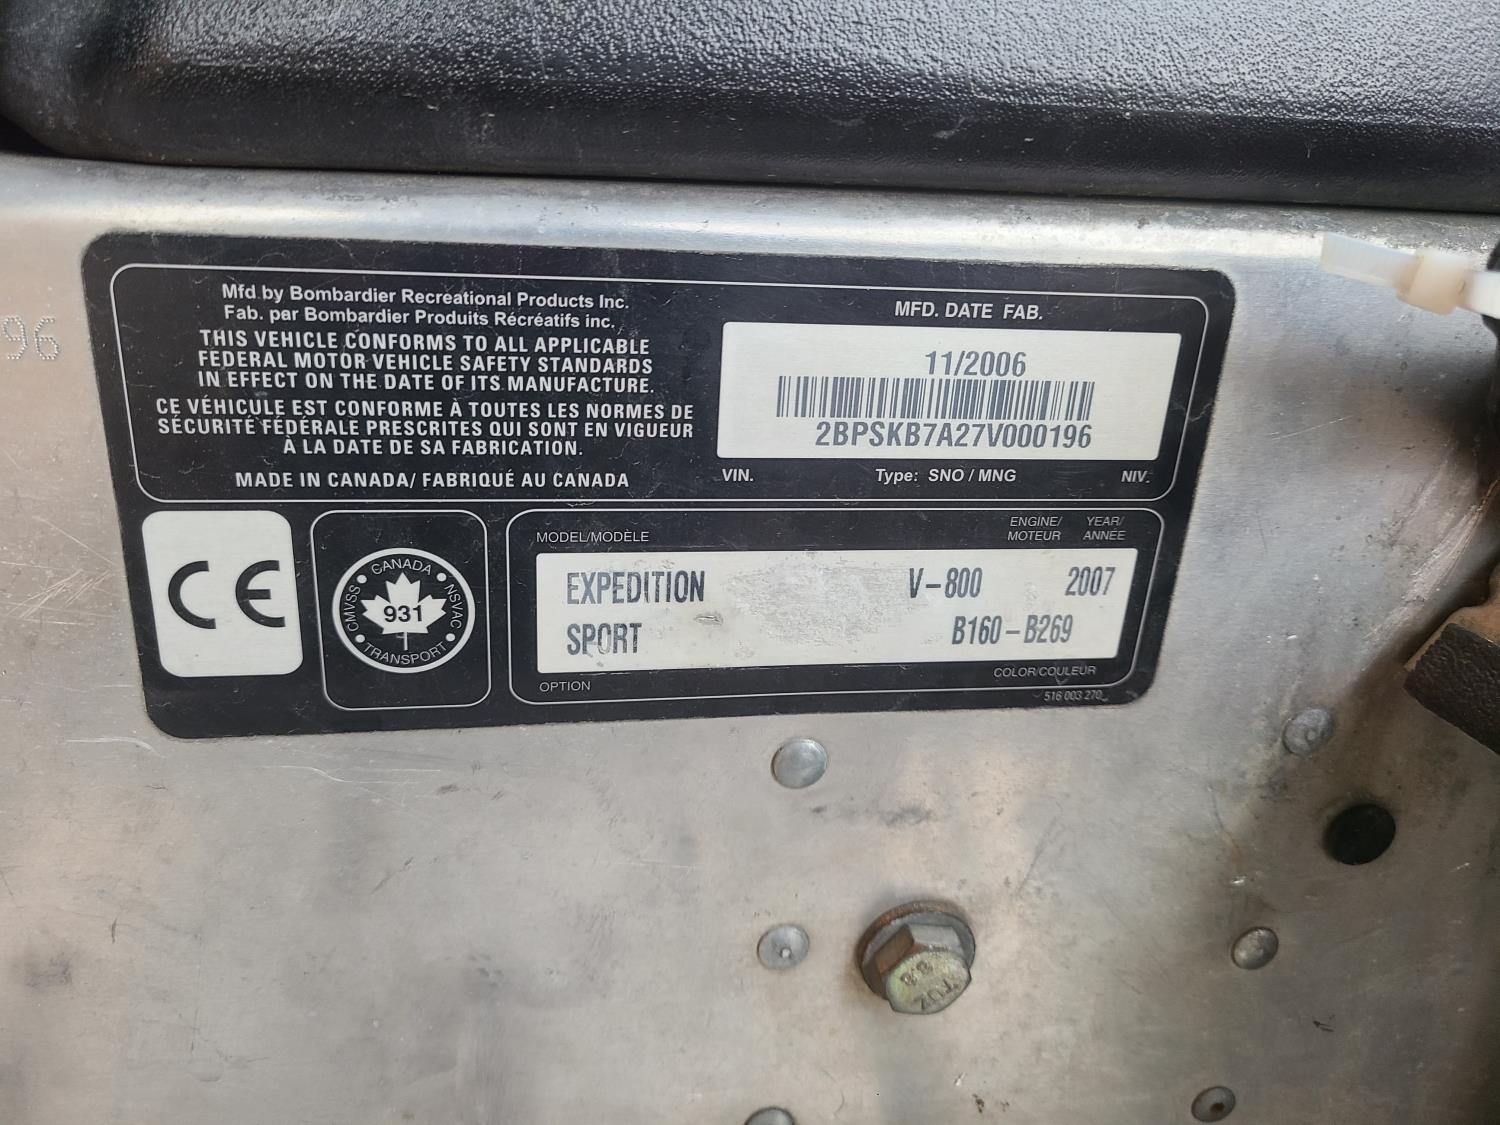 96
Mfd by Bombardier Recreational Products Inc.
Fab. par Bombardier Produits Récréatifs inc.
THIS VEHICLE CONFORMS TO ALL APPLICABLE
FEDERAL MOTOR VEHICLE SAFETY STANDARDS
IN EFFECT ON THE DATE OF ITS MANUFACTURE.
CE VÉHICULE EST CONFORME À TOUTES LES NORMES DE
SÉCURITÉ FÉDÉRALE PRESCRITES QUI SONT EN VIGUEUR
À LA DATE DE SA FABRICATION.
MADE IN CANADA/ FABRIQUÉ AU CANADA
MFD. DATE FAB.
11/2006
2BPSKB7A27V000196
VIN. Type: SNO / MNG NIV.
CE
CANADA
CMVSS 931 NSVAC
TRANSPORT
MODEL/MODÈLE ENGINE/MOTEUR YEAR/ANNÉE
EXPEDITION V-800 2007
SPORT B160-B269
OPTION COLOR/COULEUR
516 003 270
8.8
TUZ